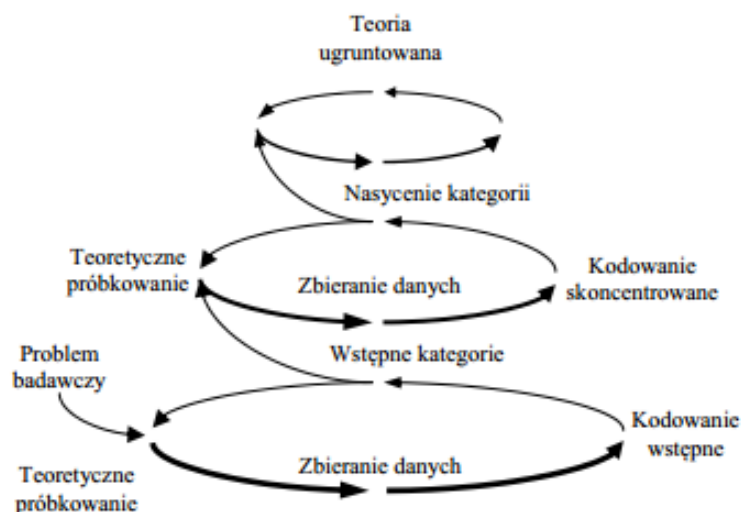 Teoria
ugruntowana
Nasycenie kategorii
Teoretyczne
próbkowanie
Zbieranie danych
Kodowanie
skoncentrowane
Problem
badawczy
Wstępne kategorie
Kodowanie
wstępne
Teoretyczne
próbkowanie
Zbieranie danych